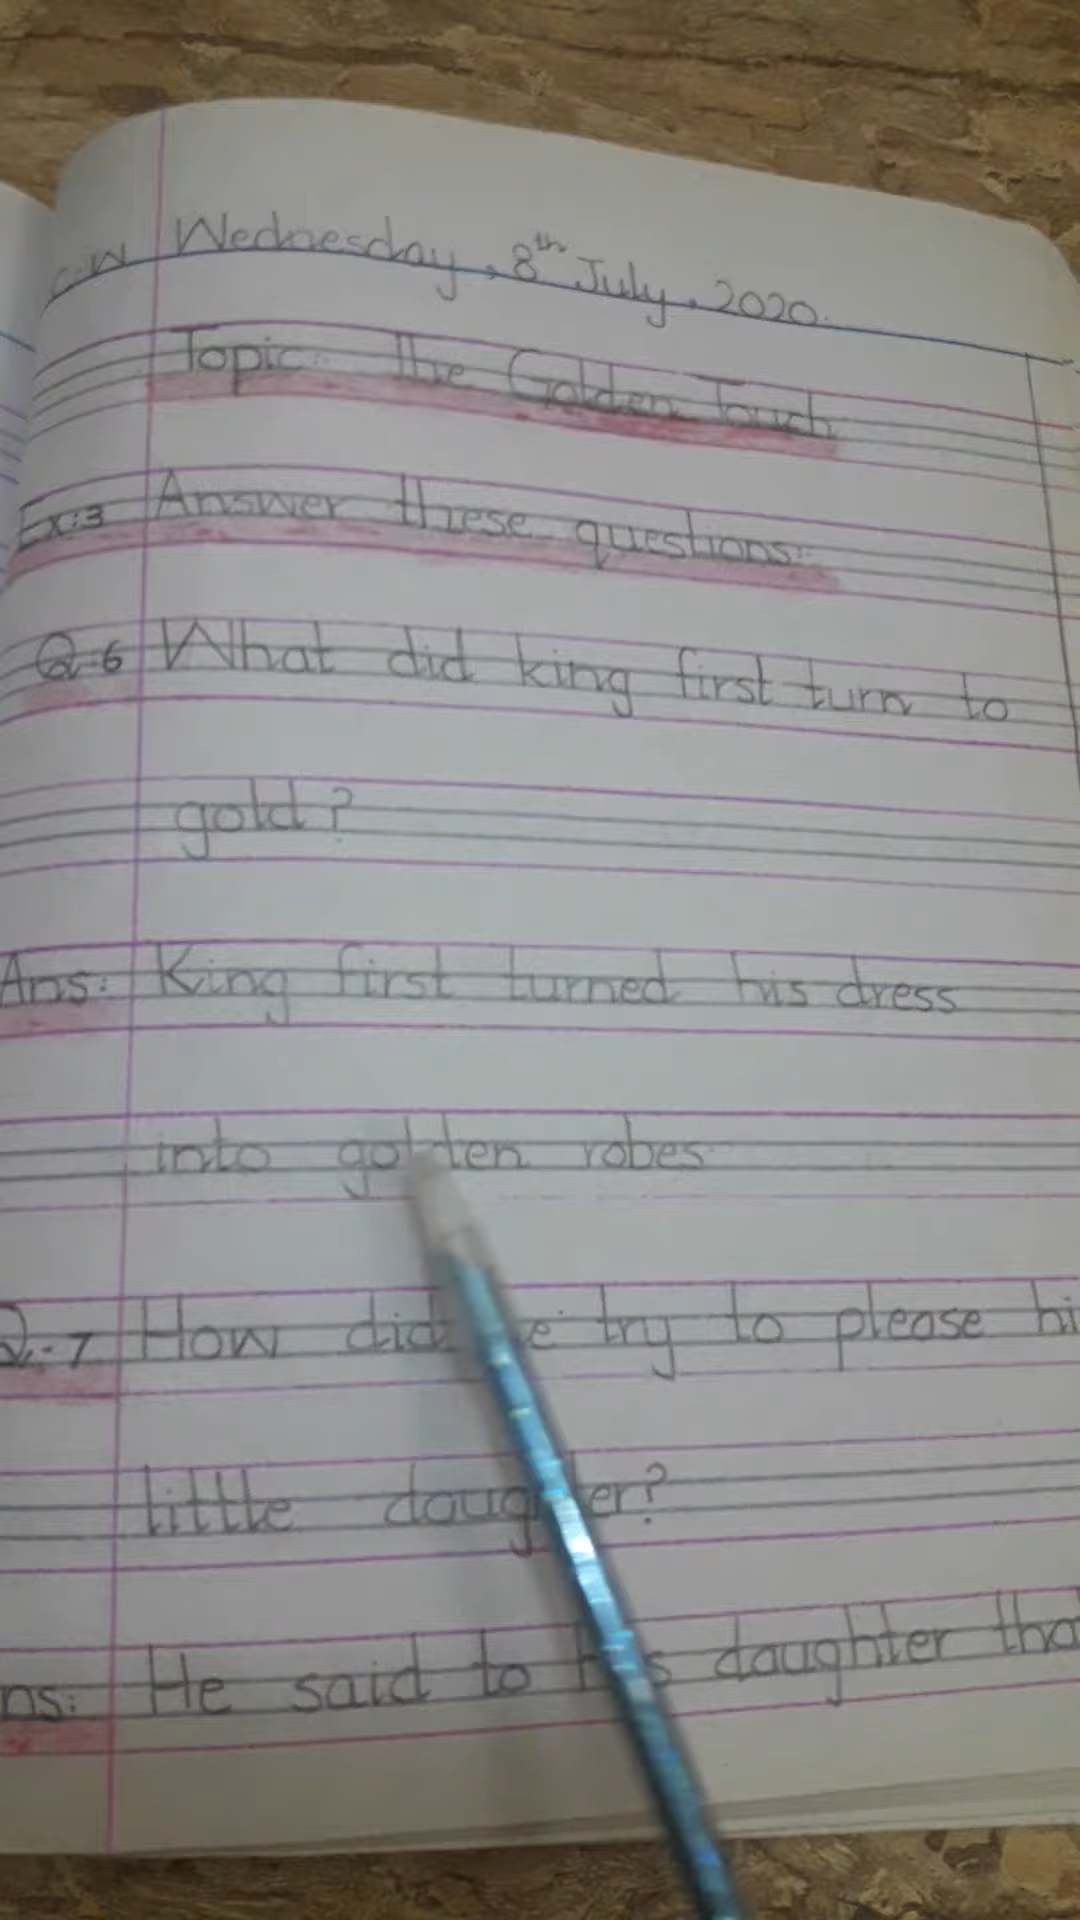 C.W Wednesday, 8th July, 2020.
Topic: The Golden Touch
Ex:3 Answer these questions:
Q.6 What did king first turn to
gold?
Ans: King first turned his dress
into golden robes.
Q.7 How did try to please
little daughter?
He said to his daughter